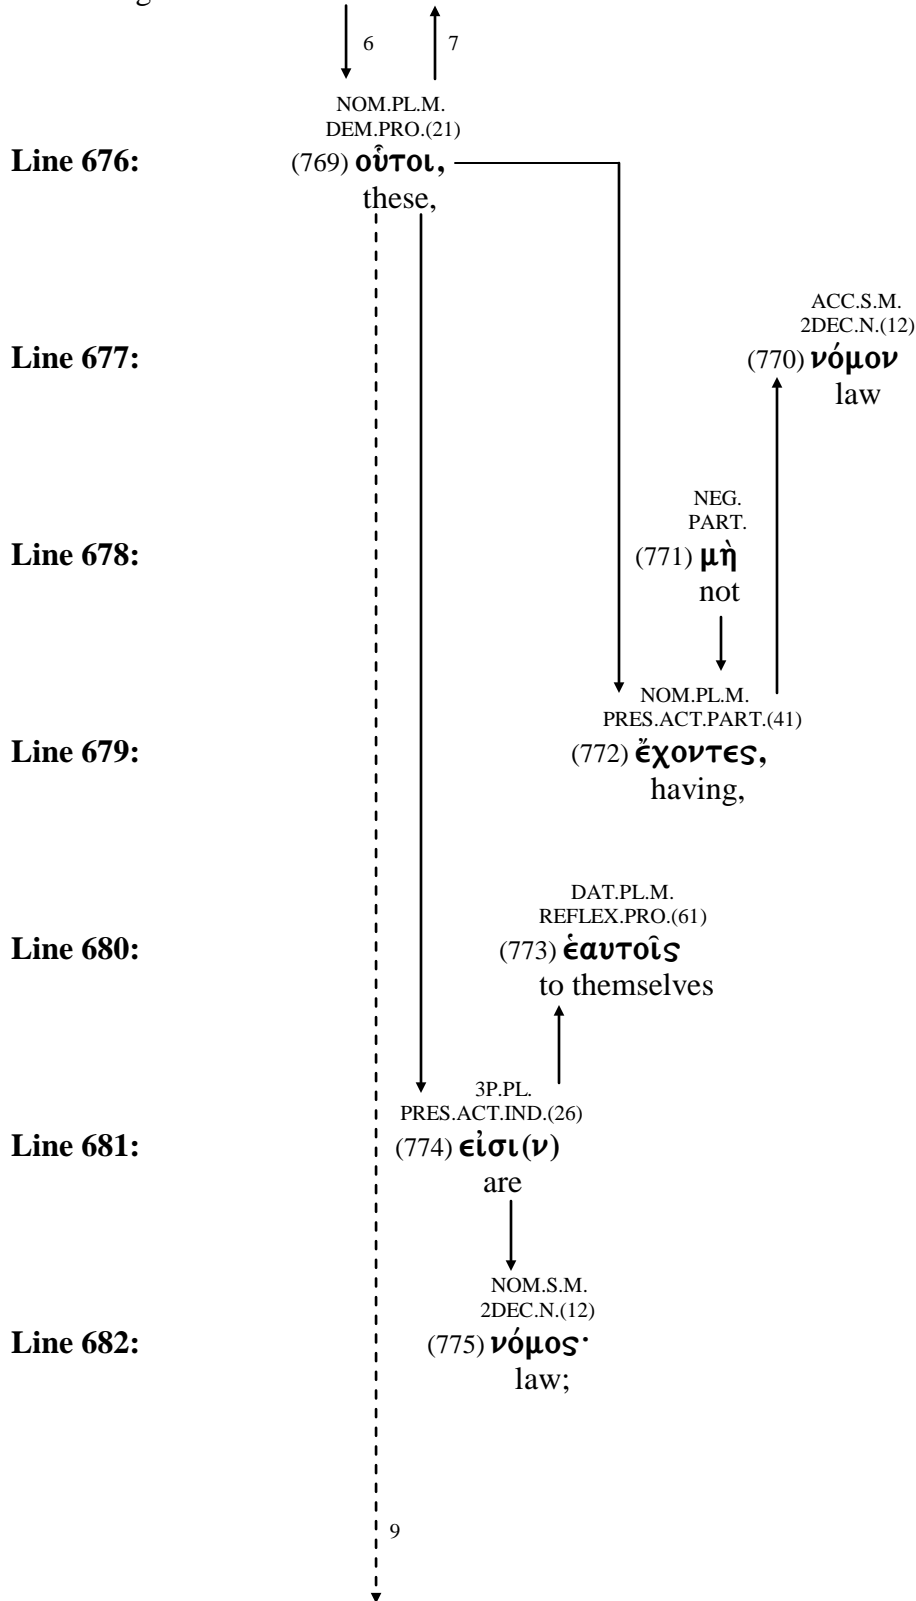 g
6 7
NOM.PL.M.
DEM.PRO.(21)
Line 676: (769) οὗτοι,
these,
ACC.S.M.
2DEC.N.(12)
Line 677: (770) νόμον
law
NEG.
PART.
Line 678: (771) μὴ
not
NOM.PL.M.
PRES.ACT.PART.(41)
Line 679: (772) ἔχοντες,
having,
DAT.PL.M.
REFLEX.PRO.(61)
Line 680: (773) ἑαυτοῖς
to themselves
3P.PL.
PRES.ACT.IND.(26)
Line 681: (774) εἰσι(ν)
are
NOM.S.M.
2DEC.N.(12)
Line 682: (775) νόμος·
law;
9